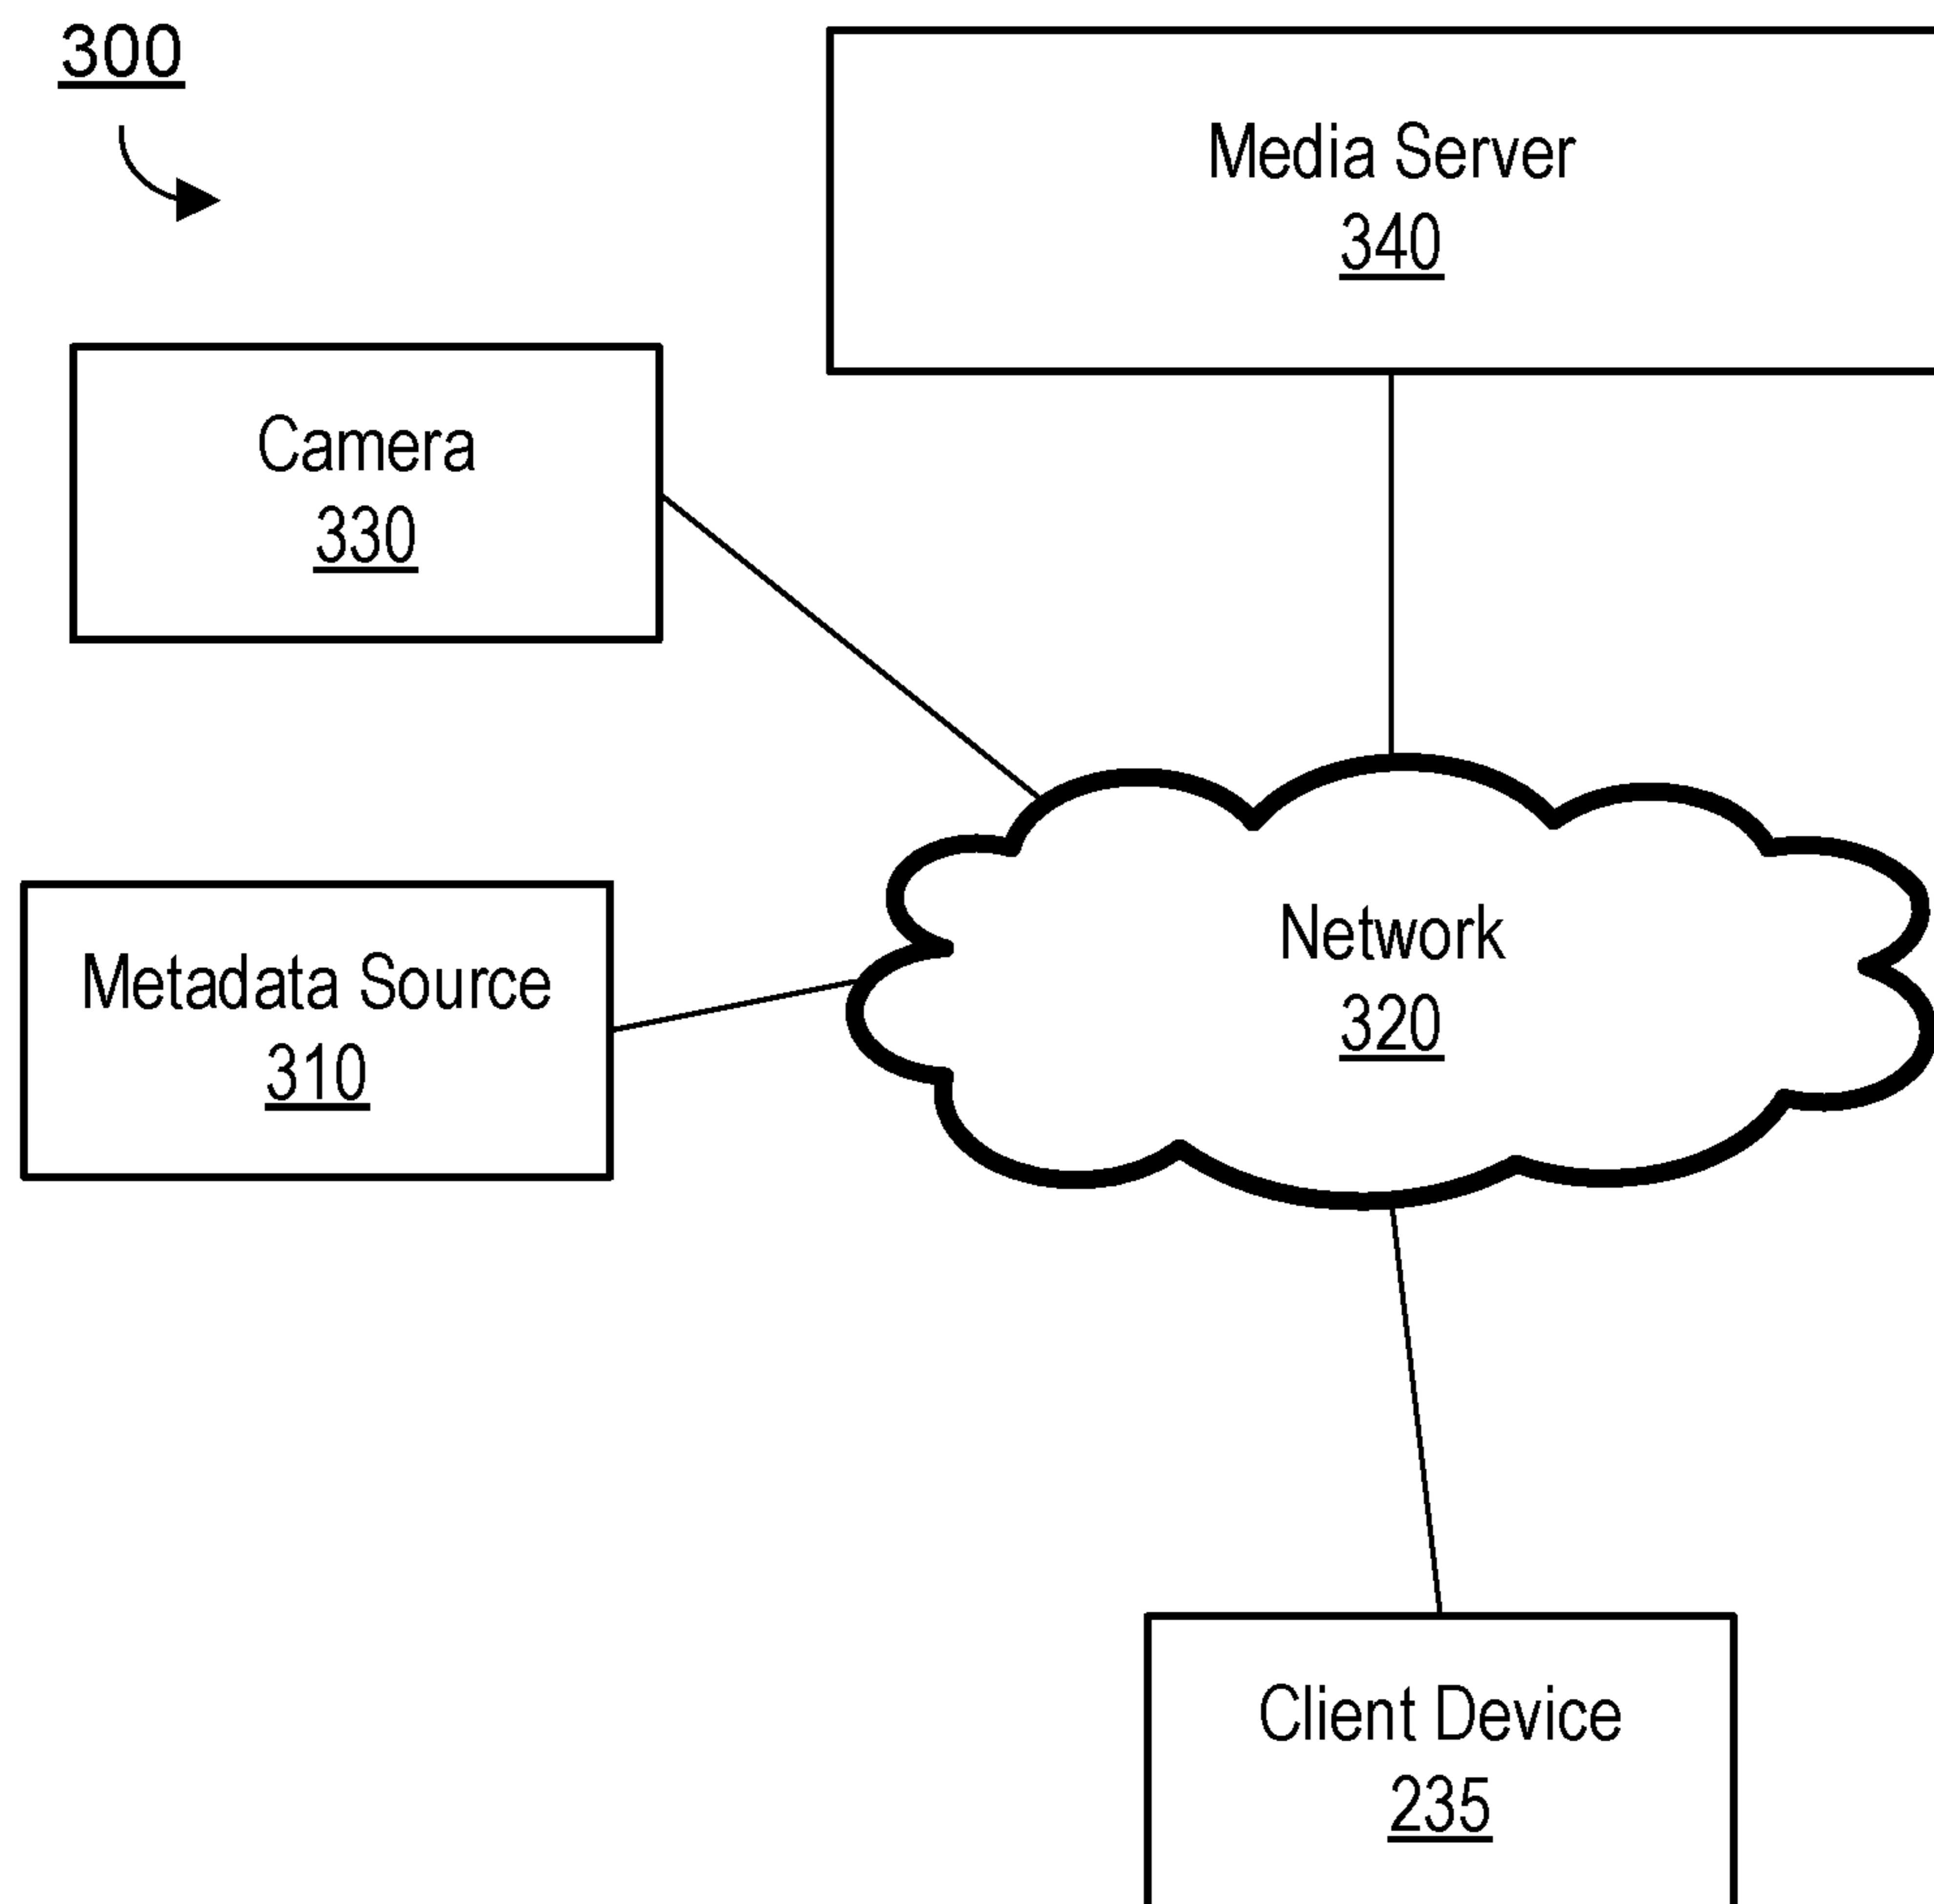 300
Media Server
340
Camera
330
Network
320
Metadata Source
310
Client Device
235